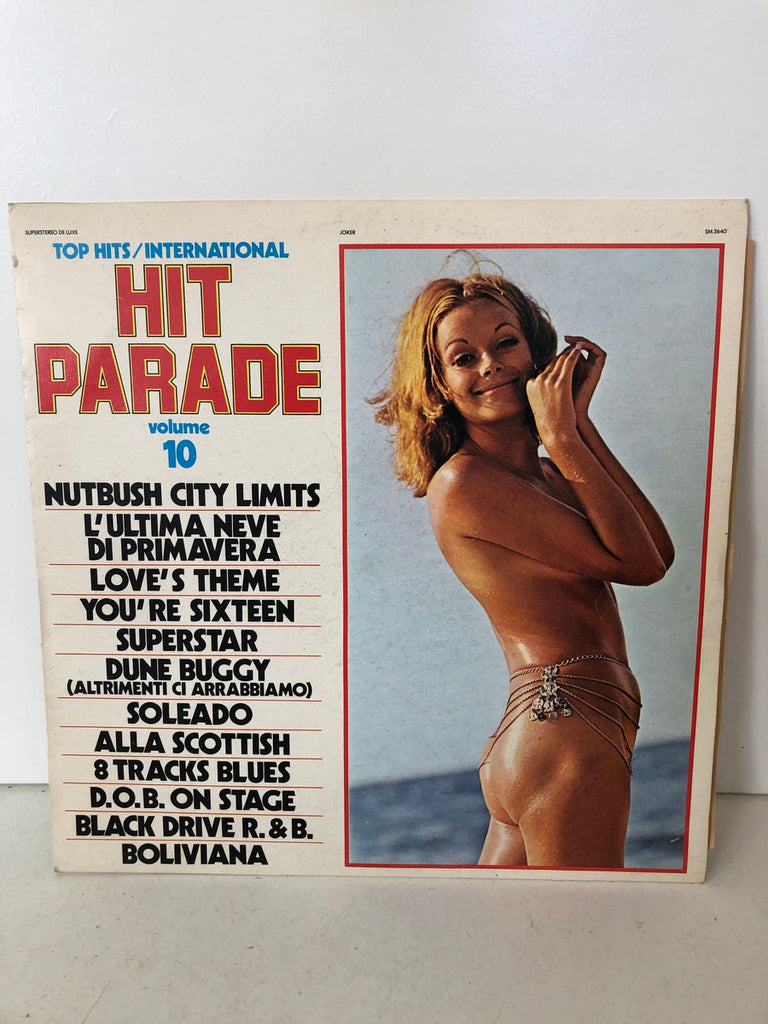 SUPERSTEREO DE LUXE
JOKER
SM 3640
TOP HITS/INTERNATIONAL
HIT
PARADE
volume
10
NUTBUSH CITY LIMITS
L'ULTIMA NEVE
DI PRIMAVERA
LOVE'S THEME
YOU'RE SIXTEEN
SUPERSTAR
DUNE BUGGY
(ALTRIMENTI CI ARRABBIAMO)
SOLEADO
ALLA SCOTTISH
8 TRACKS BLUES
D.O.B. ON STAGE
BLACK DRIVE R. & B.
BOLIVIANA